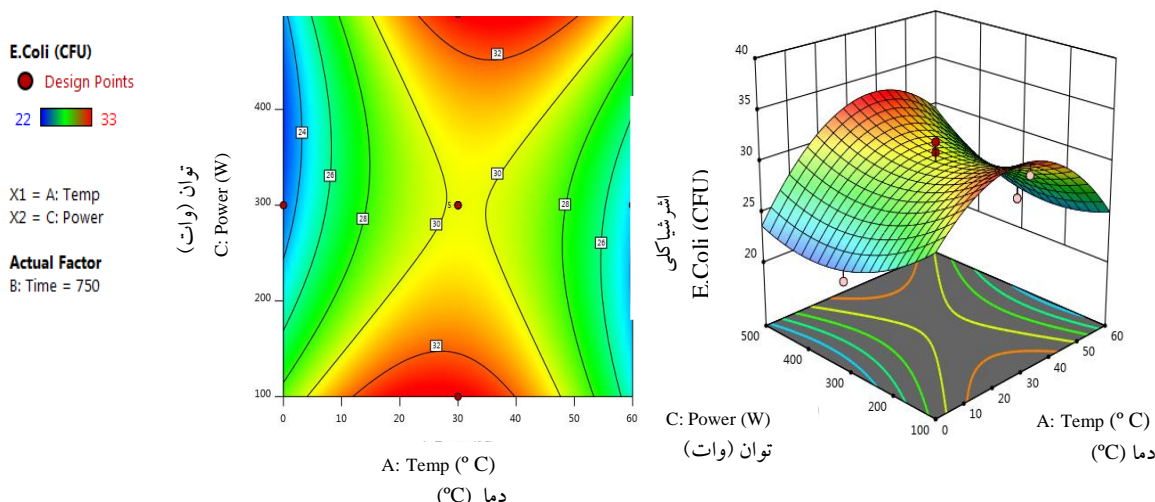 E.Coli (CFU)
Design Points
22 33
X1 = A: Temp
X2 = C: Power
Actual Factor
B: Time = 750
توان (وات)
C: Power (W)
400
300
200
100
0 10 20 30 40 50 60
32
24
30
26
28
5
28
30
26
32
A: Temp (º C)
دما (ºC)
اشرشیاکلی
E.Coli (CFU)
40
35
30
25
20
500
400
300
200
100
0
10
20
30
40
50
60
C: Power (W)
توان (وات)
A: Temp (º C)
دما (ºC)